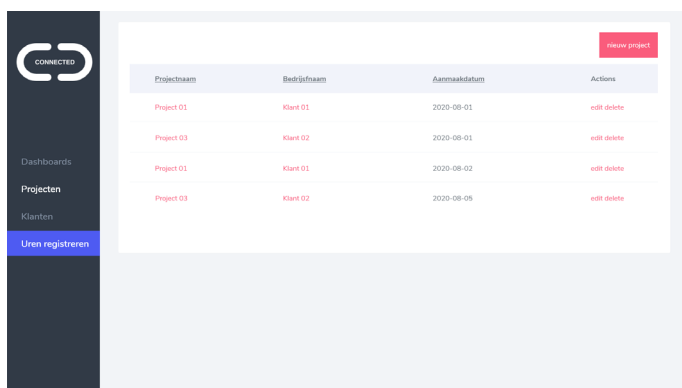 CONNECTED
Dashboards
Projecten
Klanten
Uren registreren
nieuw project
Projectnaam Bedrijfnaam Aanmaakdatum Actions
Project 01 Klant 01 2020-08-01 edit delete
Project 03 Klant 02 2020-08-01 edit delete
Project 01 Klant 01 2020-08-02 edit delete
Project 03 Klant 02 2020-08-05 edit delete